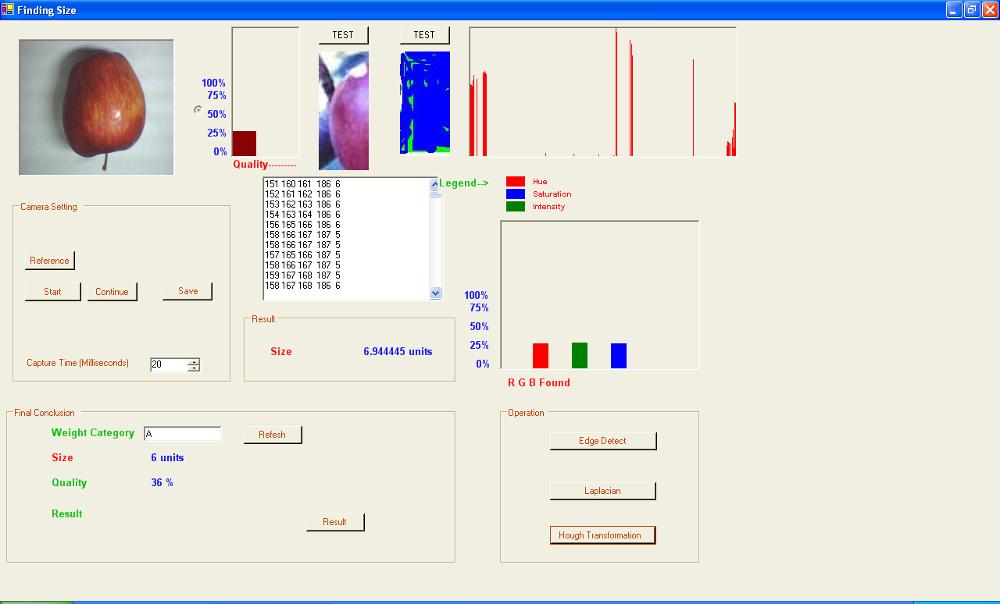 Finding Size
TEST
TEST
100%
75%
50%
25%
0%
Quality---------
151 160 161 186 6
152 161 162 186 6
153 162 163 186 6
154 163 164 186 6
156 165 166 186 6
158 166 167 187 5
158 166 167 187 5
157 165 166 187 5
158 166 167 187 5
159 167 168 187 5
158 167 168 186 6
Legend-->
Hue
Saturation
Intensity
Camera Setting
Reference
Start
Continue
Save
Capture Time (Milliseconds)
20
Result
Size
6.944445 units
100%
75%
50%
25%
0%
R G B Found
Final Conclusion
Weight Category
A
Refesh
Size
6 units
Quality
36 %
Result
Result
Operation
Edge Detect
Laplacian
Hough Transformation